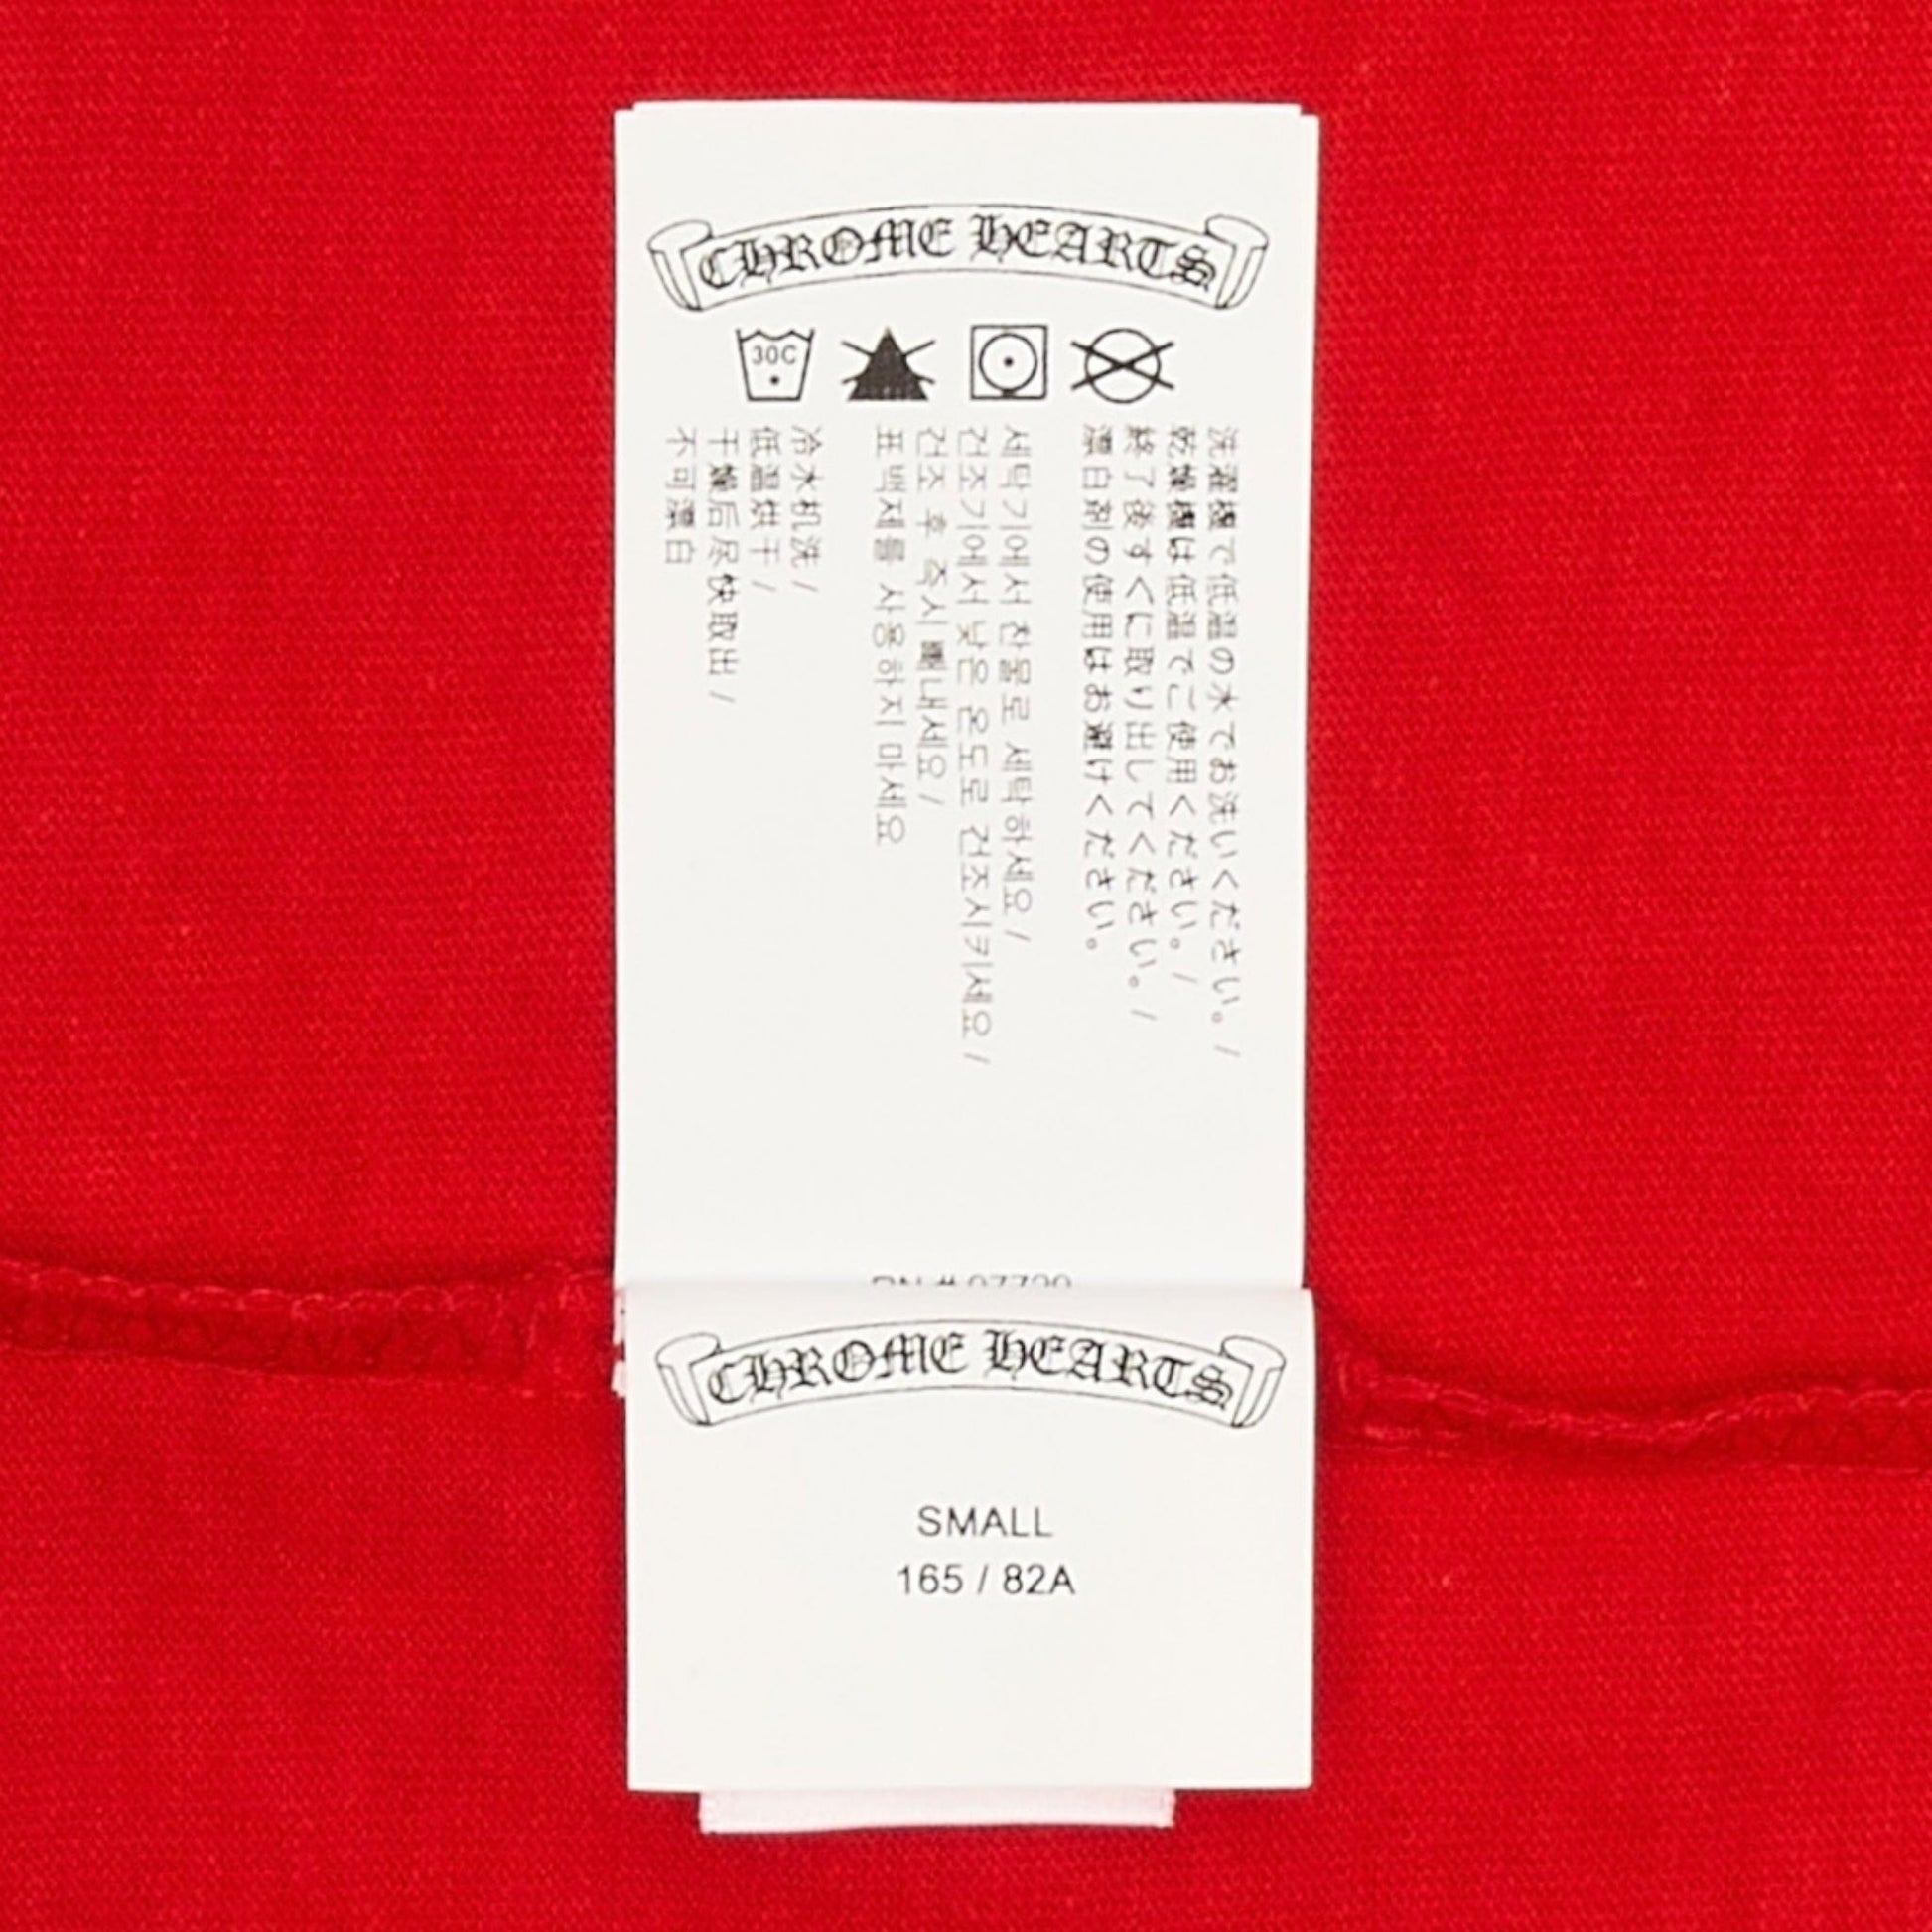 CHROME HEARTS
30C
洗濯機で低温の水でお洗いください。/
乾燥機は低温でご使用ください。/
終了後すぐに取り出してください。/
漂白剤の使用はお避けください。
세탁기에서 찬물로 세탁하세요/
건조기에서 낮은 온도로 건조시키세요/
건조 후 즉시 빼내세요/
표백제를 사용하지 마세요
冷水机洗/
低温烘干/
干燥后尽快取出/
不可漂白
CHROME HEARTS
SMALL
165 / 82A